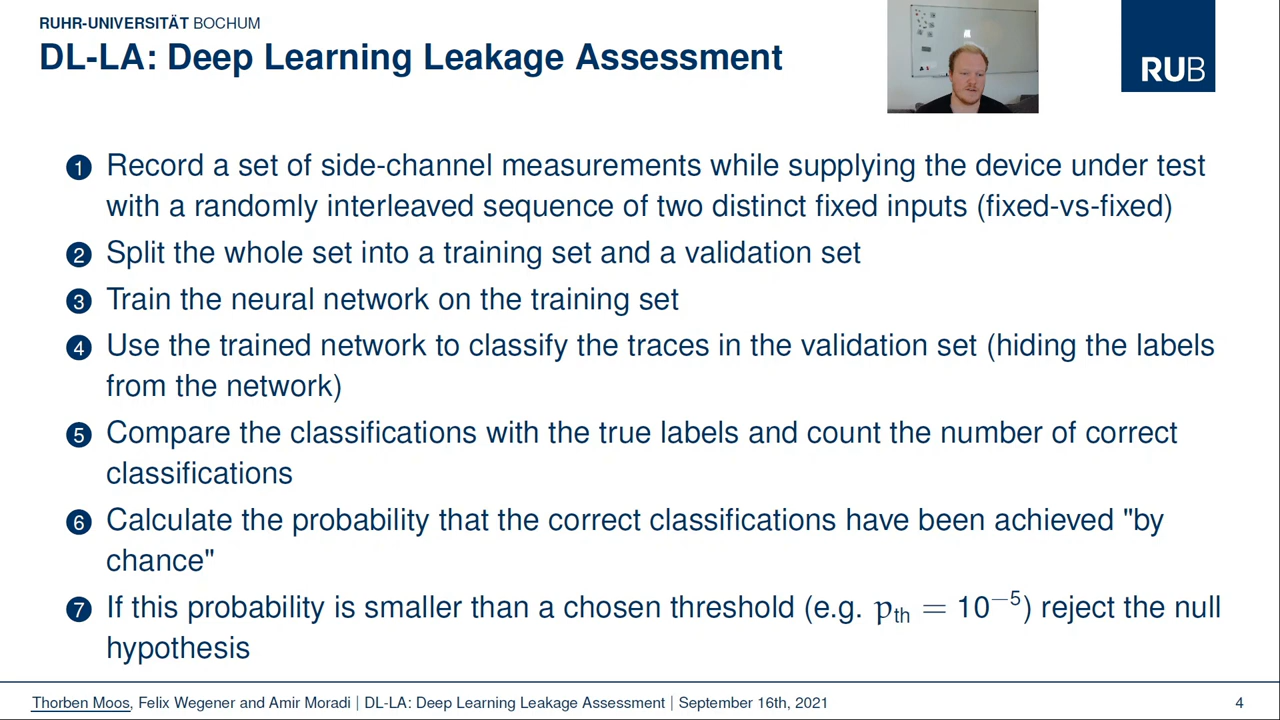 RUHR-UNIVERSITÄT BOCHUM
DL-LA: Deep Learning Leakage Assessment
RUB
1 Record a set of side-channel measurements while supplying the device under test
with a randomly interleaved sequence of two distinct fixed inputs (fixed-vs-fixed)
2 Split the whole set into a training set and a validation set
3 Train the neural network on the training set
4 Use the trained network to classify the traces in the validation set (hiding the labels
from the network)
5 Compare the classifications with the true labels and count the number of correct
classifications
6 Calculate the probability that the correct classifications have been achieved "by
chance"
7 If this probability is smaller than a chosen threshold (e.g. pth = 10−5) reject the null
hypothesis
Thorben Moos, Felix Wegener and Amir Moradi | DL-LA: Deep Learning Leakage Assessment | September 16th, 2021 4